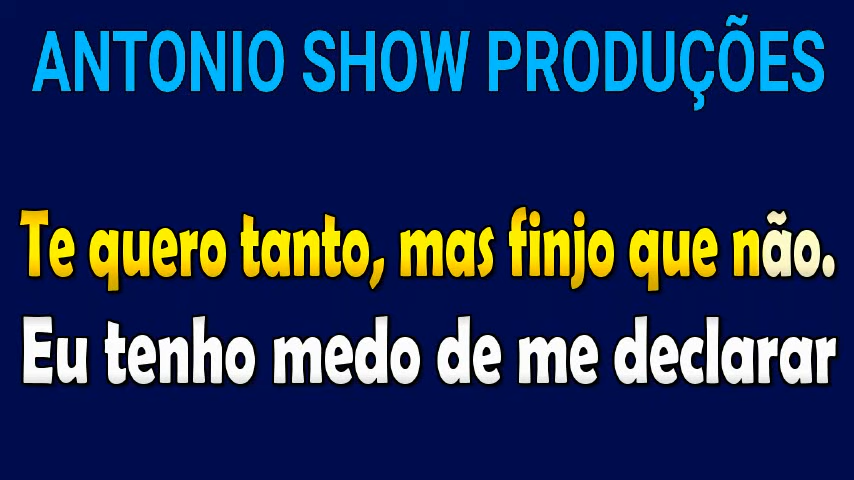 ANTONIO SHOW PRODUÇÕES
Te quero tanto, mas finjo que não.
Eu tenho medo de me declarar